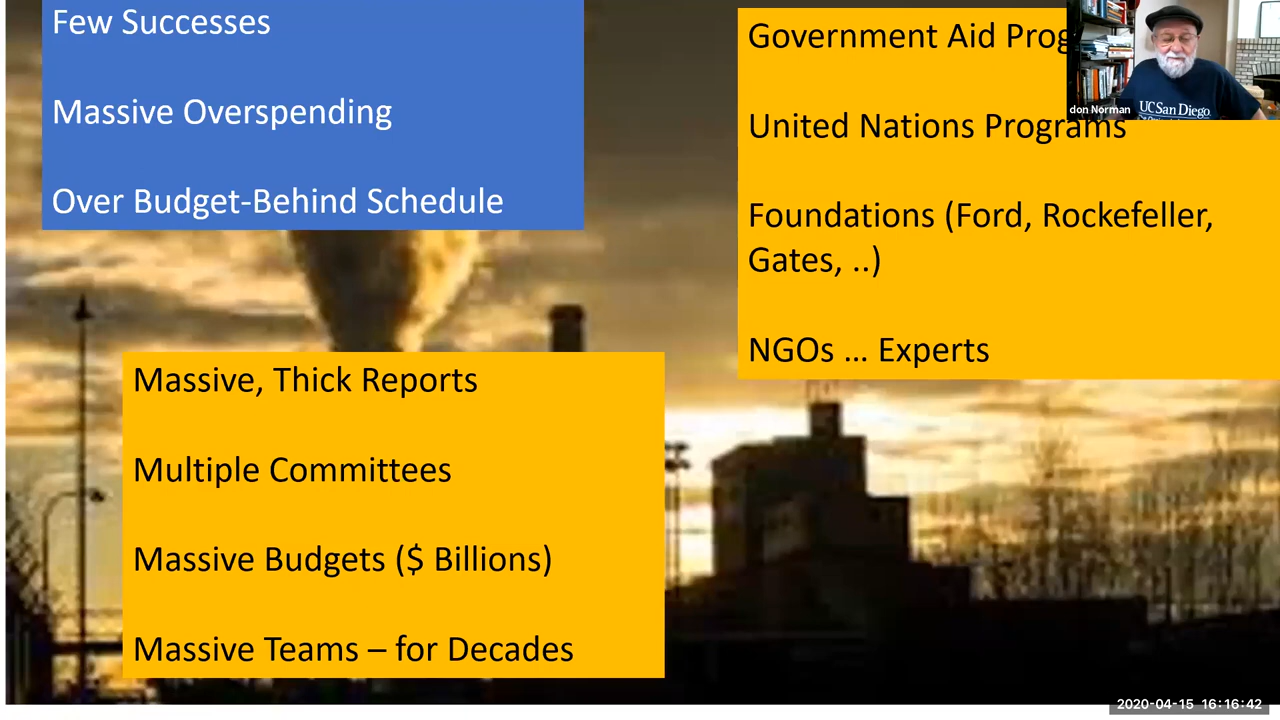 Few Successes
Massive Overspending
Over Budget-Behind Schedule
Government Aid
United Nations Programs
Foundations (Ford, Rockefeller,
Gates, ..)
NGOs ... Experts
Massive, Thick Reports
Multiple Committees
Massive Budgets ($ Billions)
Massive Teams – for Decades
don Norman
UC San Diego
2020-04-15 16:16:42